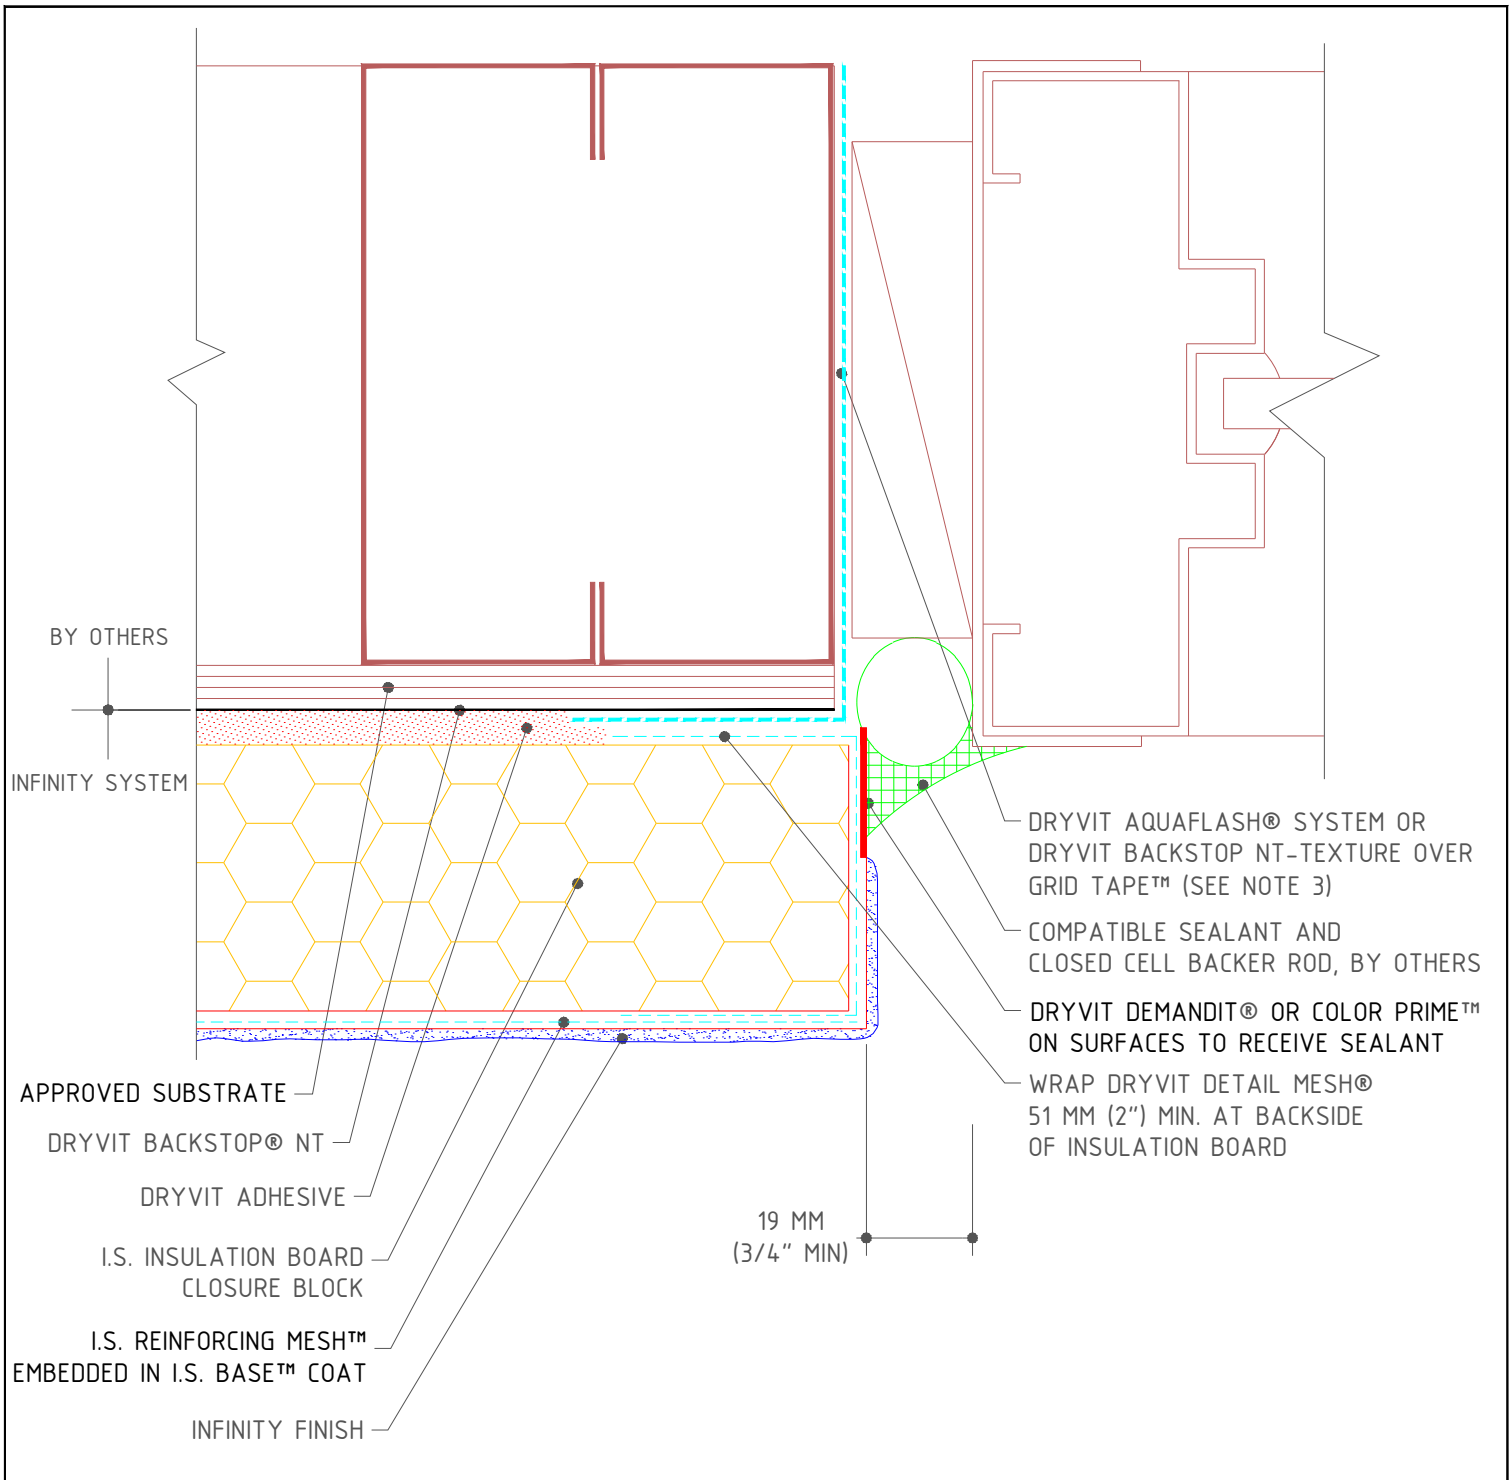 BY OTHERS
INFINITY SYSTEM
APPROVED SUBSTRATE
DRYVIT BACKSTOP® NT
DRYVIT ADHESIVE
I.S. INSULATION BOARD
CLOSURE BLOCK
I.S. REINFORCING MESH™
EMBEDDED IN I.S. BASE™ COAT
INFINITY FINISH
19 MM
(3/4" MIN)
DRYVIT AQUAFLASH® SYSTEM OR
DRYVIT BACKSTOP NT-TEXTURE OVER
GRID TAPE™ (SEE NOTE 3)
COMPATIBLE SEALANT AND
CLOSED CELL BACKER ROD, BY OTHERS
DRYVIT DEMANDIT® OR COLOR PRIME™
ON SURFACES TO RECEIVE SEALANT
WRAP DRYVIT DETAIL MESH®
51 MM (2") MIN. AT BACKSIDE
OF INSULATION BOARD